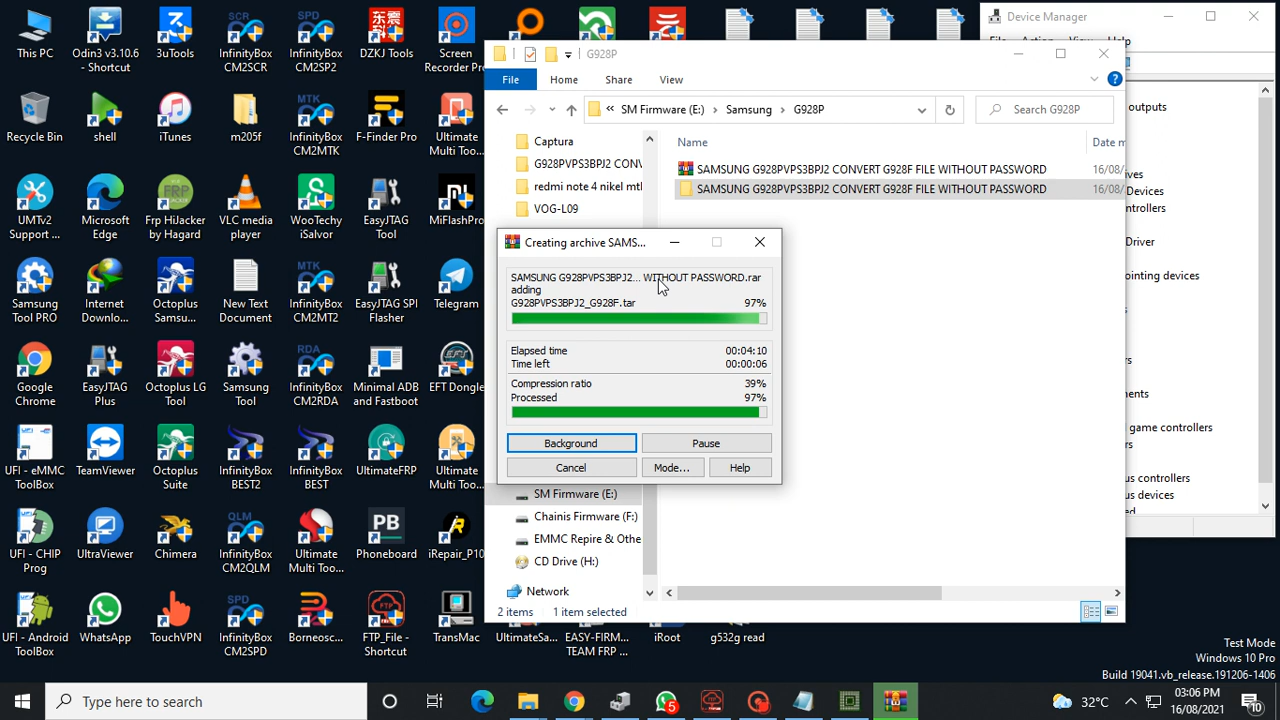 This PC
Odin3 v3.10.6
- Shortcut
3uTools
InfinityBox
CM2SCR
InfinityBox
CM2SP2
DZKJ Tools
Screen
Recorder Pro
Recycle Bin
shell
iTunes
m205f
InfinityBox
CM2MTK
F-Finder Pro
Ultimate
Multi Too...
UMTv2
Support ...
Microsoft
Edge
Frp HiJacker
by Hagard
VLC media
player
WooTechy
iSalvor
EasyJTAG
Tool
MiFlashPro
Samsung
Tool PRO
Internet
Downlo...
Octoplus
Samsu...
New Text
Document
InfinityBox
CM2MT2
EasyJTAG SPI
Flasher
Telegram
Google
Chrome
EasyJTAG
Plus
Octoplus LG
Tool
Samsung
Tool
InfinityBox
CM2RDA
Minimal ADB
and Fastboot
EFT Dongle
UFI - eMMC
ToolBox
TeamViewer
Octoplus
Suite
InfinityBox
BEST2
InfinityBox
BEST
UltimateFRP
Ultimate
Multi Too...
UFI - CHIP
Prog
UltraViewer
Chimera
InfinityBox
CM2QLM
Ultimate
Multi Too...
Phoneboard
iRepair_P10
UFI - Android
ToolBox
WhatsApp
TouchVPN
InfinityBox
CM2SPD
Borneosc...
FTP_File -
Shortcut
TransMac
UltimateSa...
EASY-FIRM...
TEAM FRP ...
iRoot
g532g read
Device Manager
File Action View Help
G928P
File Home Share View
« SM Firmware (E:) › Samsung › G928P
Search G928P
Captura
G928PVPS3BPJ2 CONV
redmi note 4 nikel mtl
VOG-L09
Name
Date m
SAMSUNG G928PVPS3BPJ2 CONVERT G928F FILE WITHOUT PASSWORD 16/08/
SAMSUNG G928PVPS3BPJ2 CONVERT G928F FILE WITHOUT PASSWORD 16/08/
SM Firmware (E:)
Chainis Firmware (F:)
EMMC Repire & Othe
CD Drive (H:)
Network
2 items 1 item selected
Creating archive SAMS...
SAMSUNG G928PVPS3BPJ2... WITHOUT PASSWORD.rar
adding
G928PVPS3BPJ2_G928F.tar 97%
Elapsed time 00:04:10
Time left 00:00:06
Compression ratio 39%
Processed 97%
Background Pause
Cancel Mode... Help
outputs
ives
Devices
ntrollers
Drive
ointing devices
rs
ments
game controllers
us controllers
us devices
Test Mode
Windows 10 Pro
Build 19041.vb_release.191206-1406
Type here to search
5
32°C
03:06 PM
16/08/2021
10